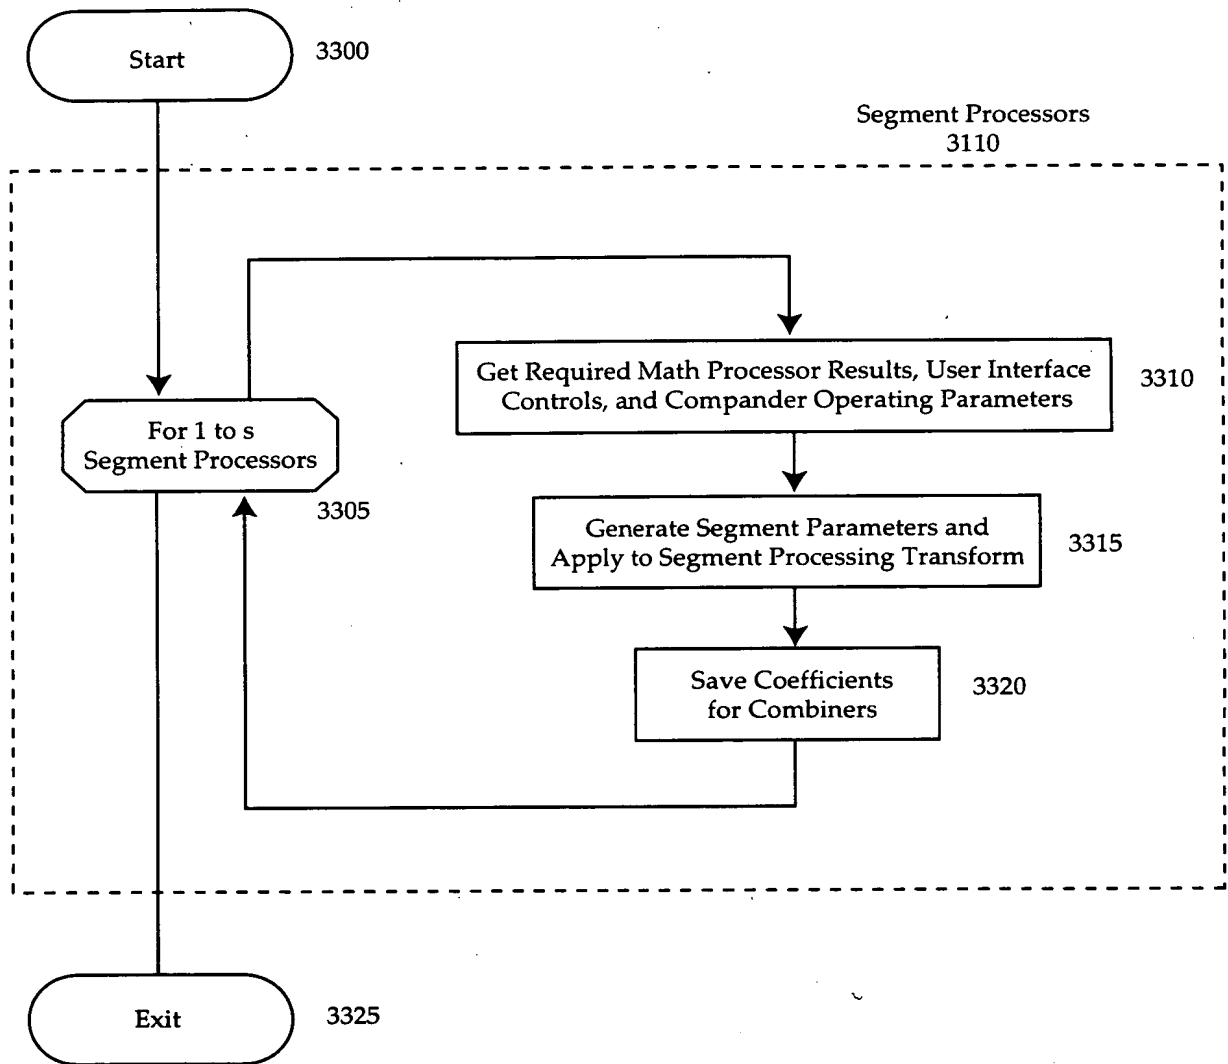 Start
3300
Segment Processors
3110
For 1 to s
Segment Processors
3305
Get Required Math Processor Results, User Interface
Controls, and Compander Operating Parameters
3310
Generate Segment Parameters and
Apply to Segment Processing Transform
3315
Save Coefficients
for Combiners
3320
Exit
3325